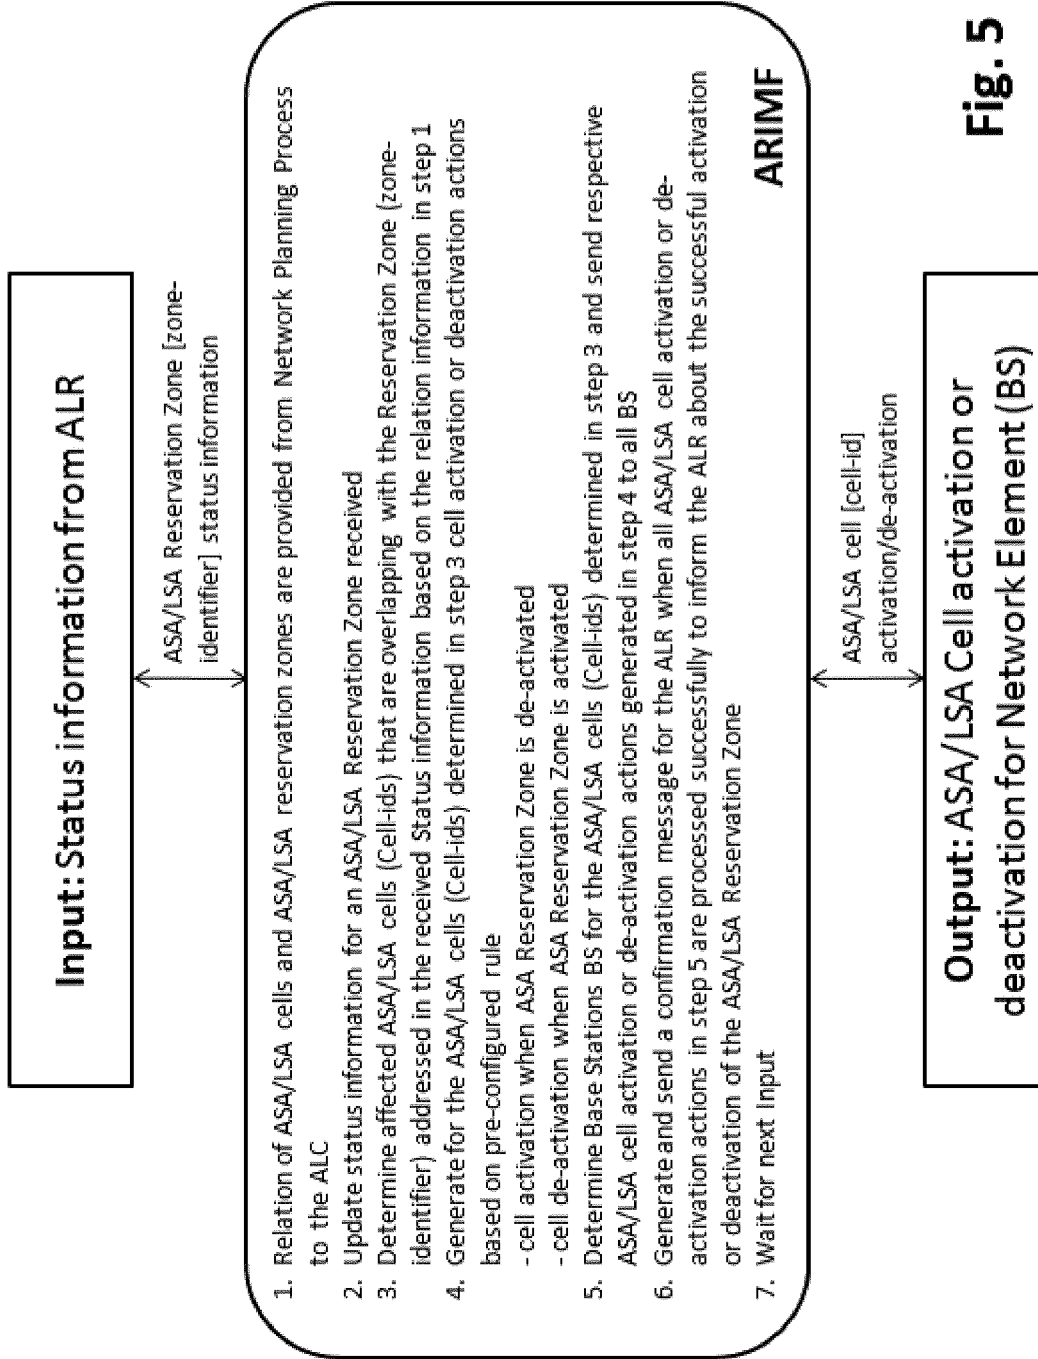 Input: Status information from ALR
ASA/LSA Reservation Zone [zone-
identifier] status information
1. Relation of ASA/LSA cells and ASA/LSA reservation zones are provided from Network Planning Process
to the ALC
2. Update status information for an ASA/LSA Reservation Zone received
3. Determine affected ASA/LSA cells (Cell-ids) that are overlapping with the Reservation Zone (zone-
identifier) addressed in the received Status information based on the relation information in step 1
4. Generate for the ASA/LSA cells (Cell-ids) determined in step 3 cell activation or deactivation actions
based on pre-configured rule
- cell activation when ASA Reservation Zone is de-activated
- cell de-activation when ASA Reservation Zone is activated
5. Determine Base Stations BS for the ASA/LSA cells (Cell-ids) determined in step 3 and send respective
ASA/LSA cell activation or de-activation actions generated in step 4 to all BS
6. Generate and send a confirmation message for the ALR when all ASA/LSA cell activation or de-
activation actions in step 5 are processed successfully to inform the ALR about the successful activation
or deactivation of the ASA/LSA Reservation Zone
7. Wait for next Input
ARIMF
ASA/LSA cell [cell-id]
activation/de-activation
Output: ASA/LSA Cell activation or
deactivation for Network Element (BS)
Fig. 5